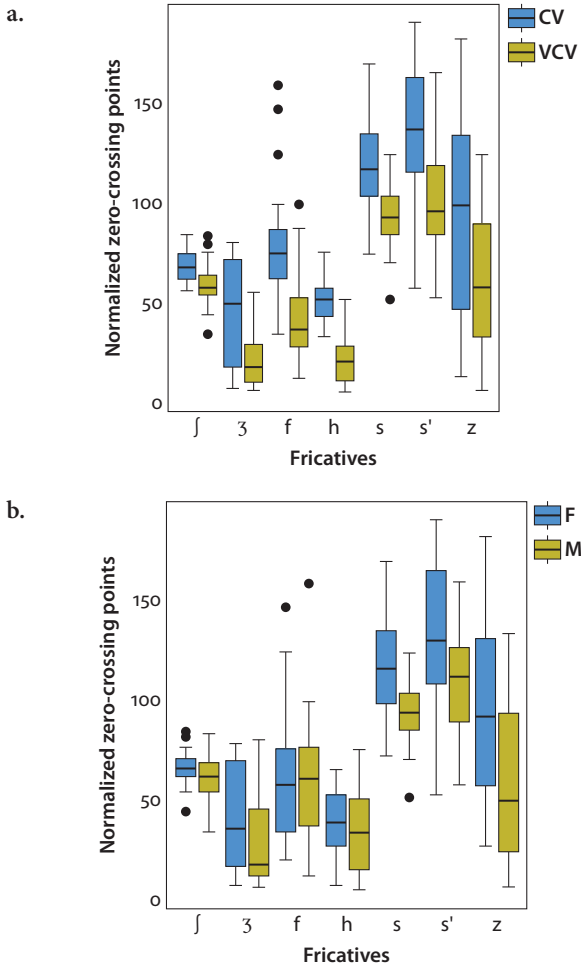 a.
CV
VCV
Normalized zero-crossing points
150
100
50
0
ʃ ʒ f h s s' z
Fricatives
b.
F
M
Normalized zero-crossing points
150
100
50
0
ʃ ʒ f h s s' z
Fricatives